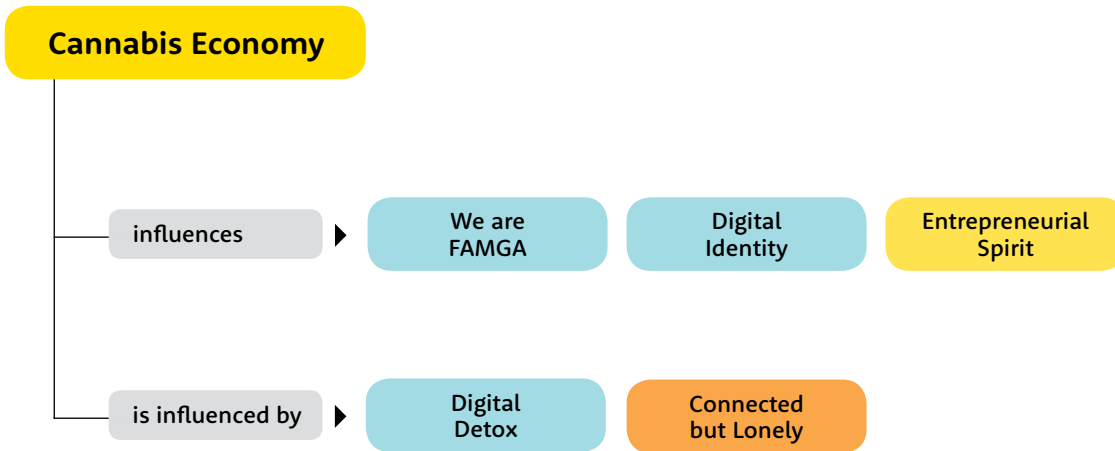 Cannabis Economy
influences
We are
FAMGA
Digital
Identity
Entrepreneurial
Spirit
is influenced by
Digital
Detox
Connected
but Lonely